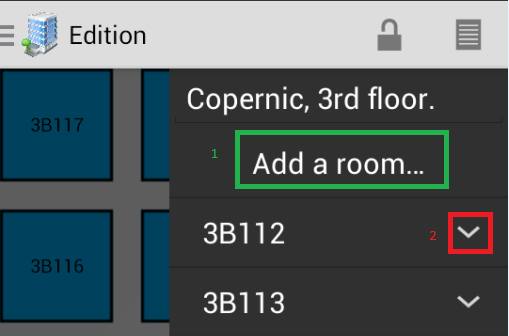 Edition
3B117
Copernic, 3rd floor.
1
Add a room...
3B112
2
3B116
3B113